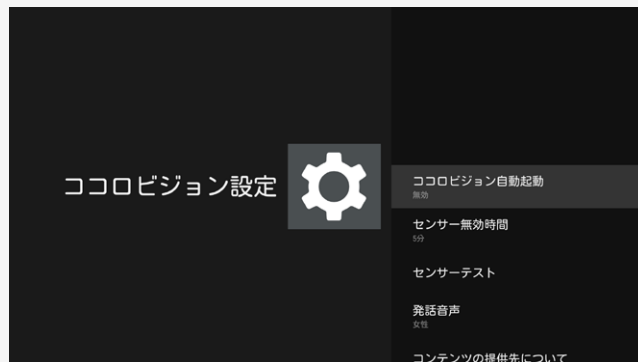 ココロビジョン設定
ココロビジョン自動起動
無効
センサー無効時間
5分
センサーテスト
発話音声
女性
コンテンツの提供先について